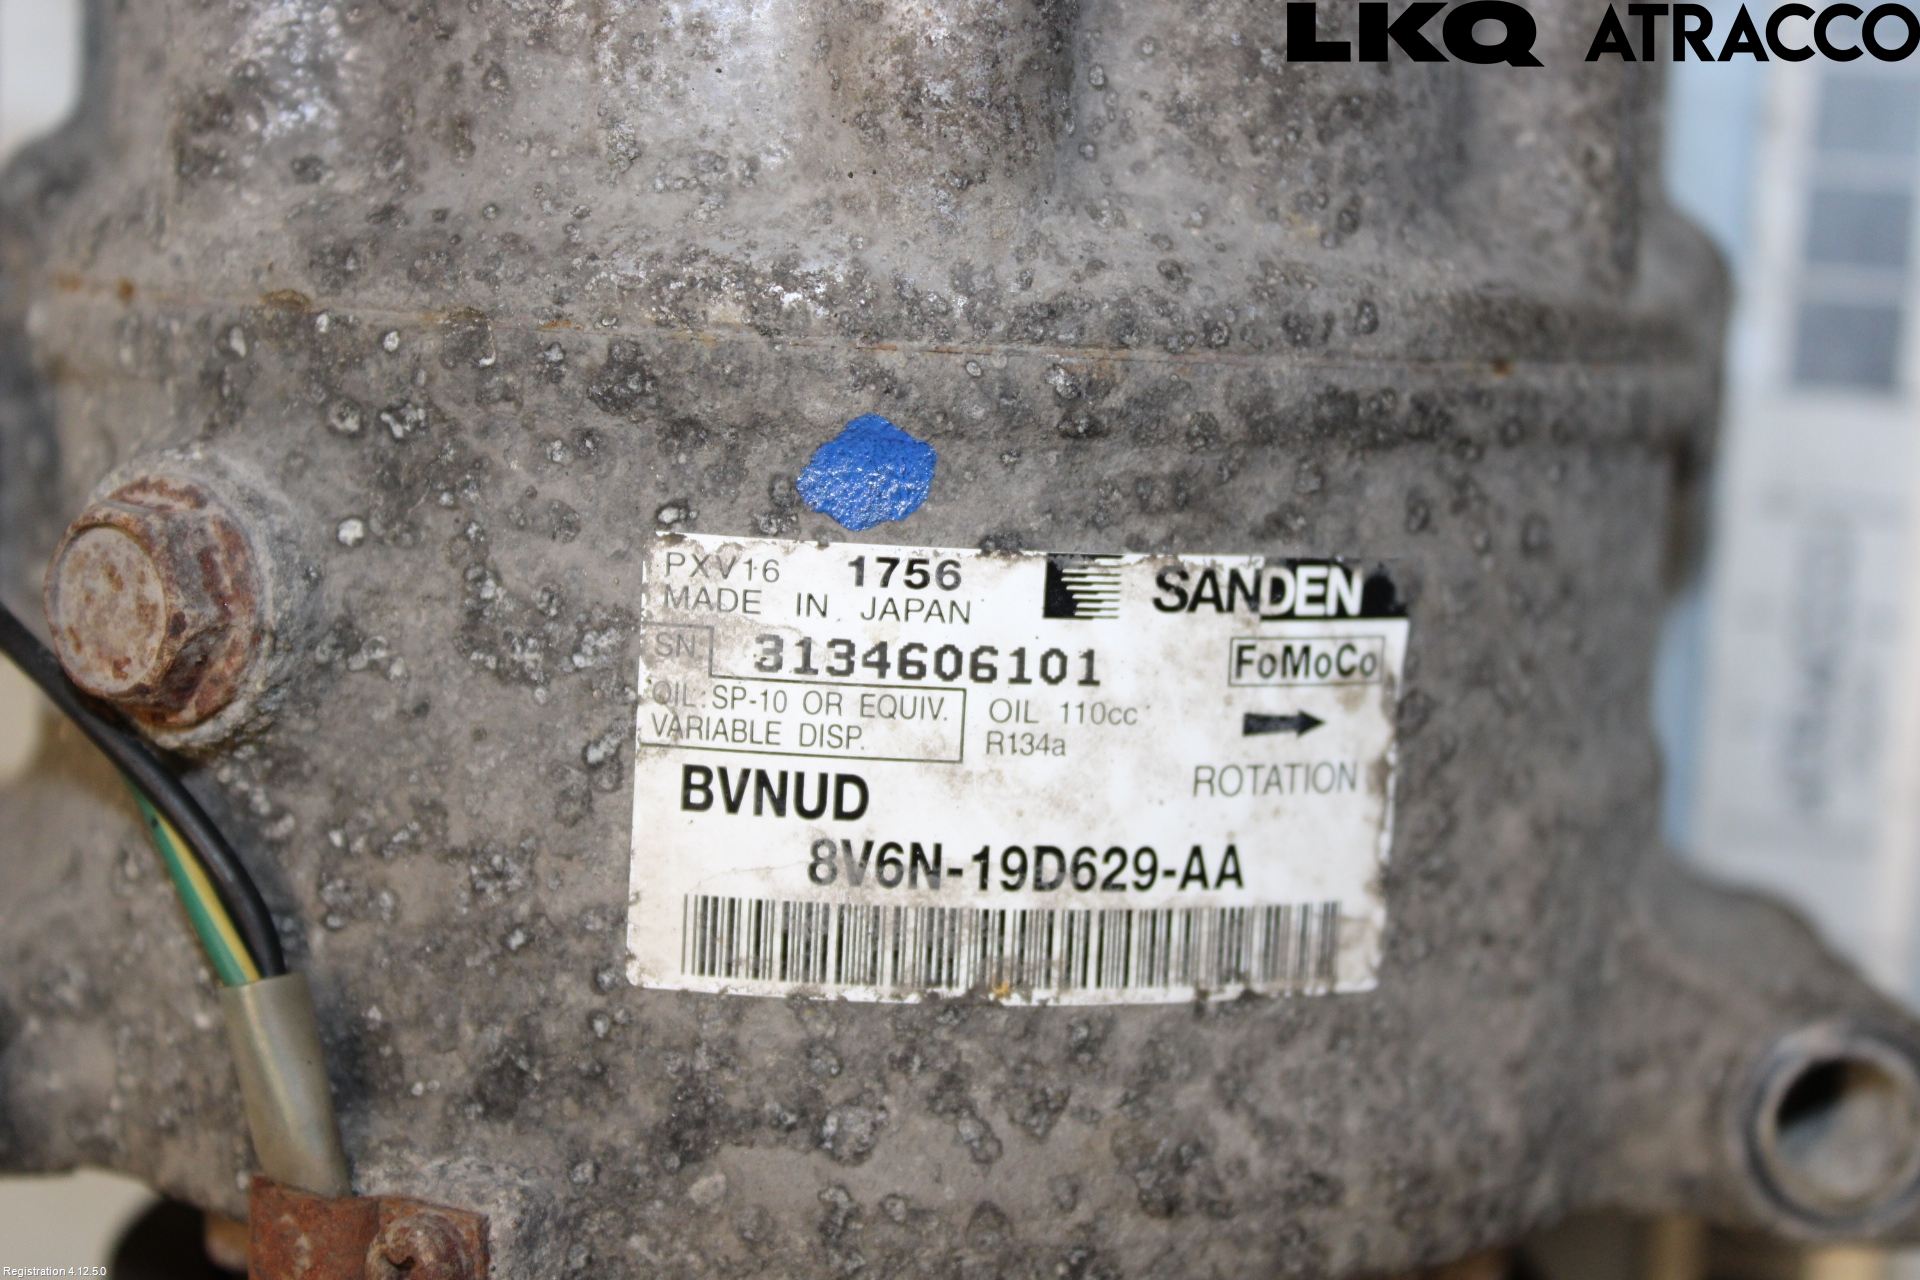 LKQ ATRACCO
PXV16 1756 SANDEN
MADE IN JAPAN
SN 3134606101 FoMoCo
OIL: SP-10 OR EQUIV. OIL 110cc
VARIABLE DISP. R134a
ROTATION
BVNUD
8V6N-19D629-AA
Registration 4.12.5.0